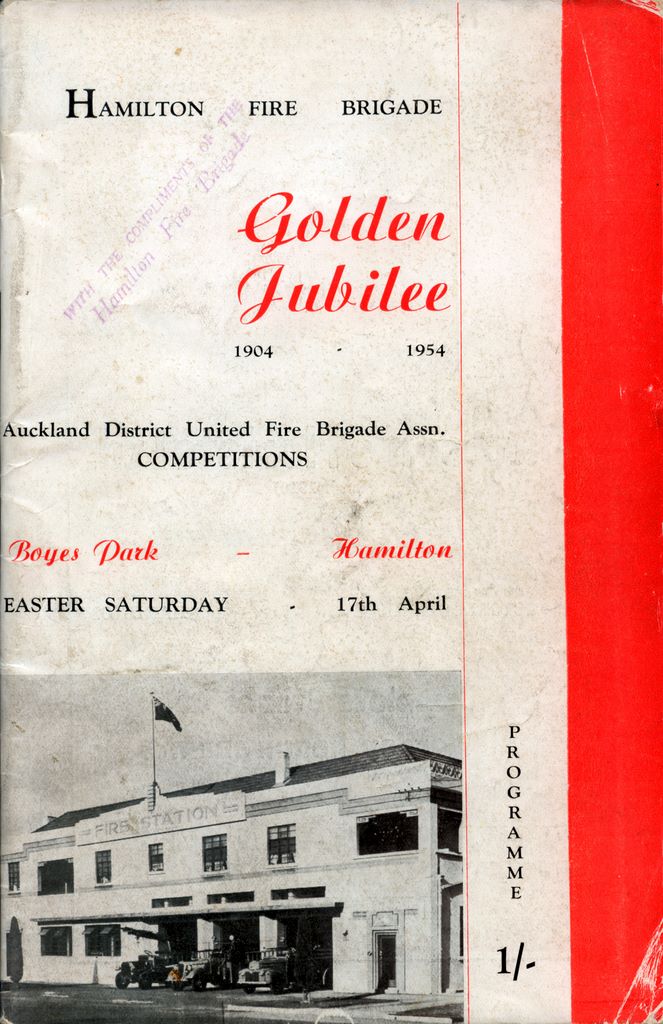 HAMILTON FIRE BRIGADE
WITH THE COMPLIMENTS OF THE
Hamilton Fire Brigade
Golden
Jubilee
1904 - 1954
Auckland District United Fire Brigade Assn.
COMPETITIONS
Boyes Park - Hamilton
EASTER SATURDAY - 17th April
FIRE STATION
PROGRAMME
1/-